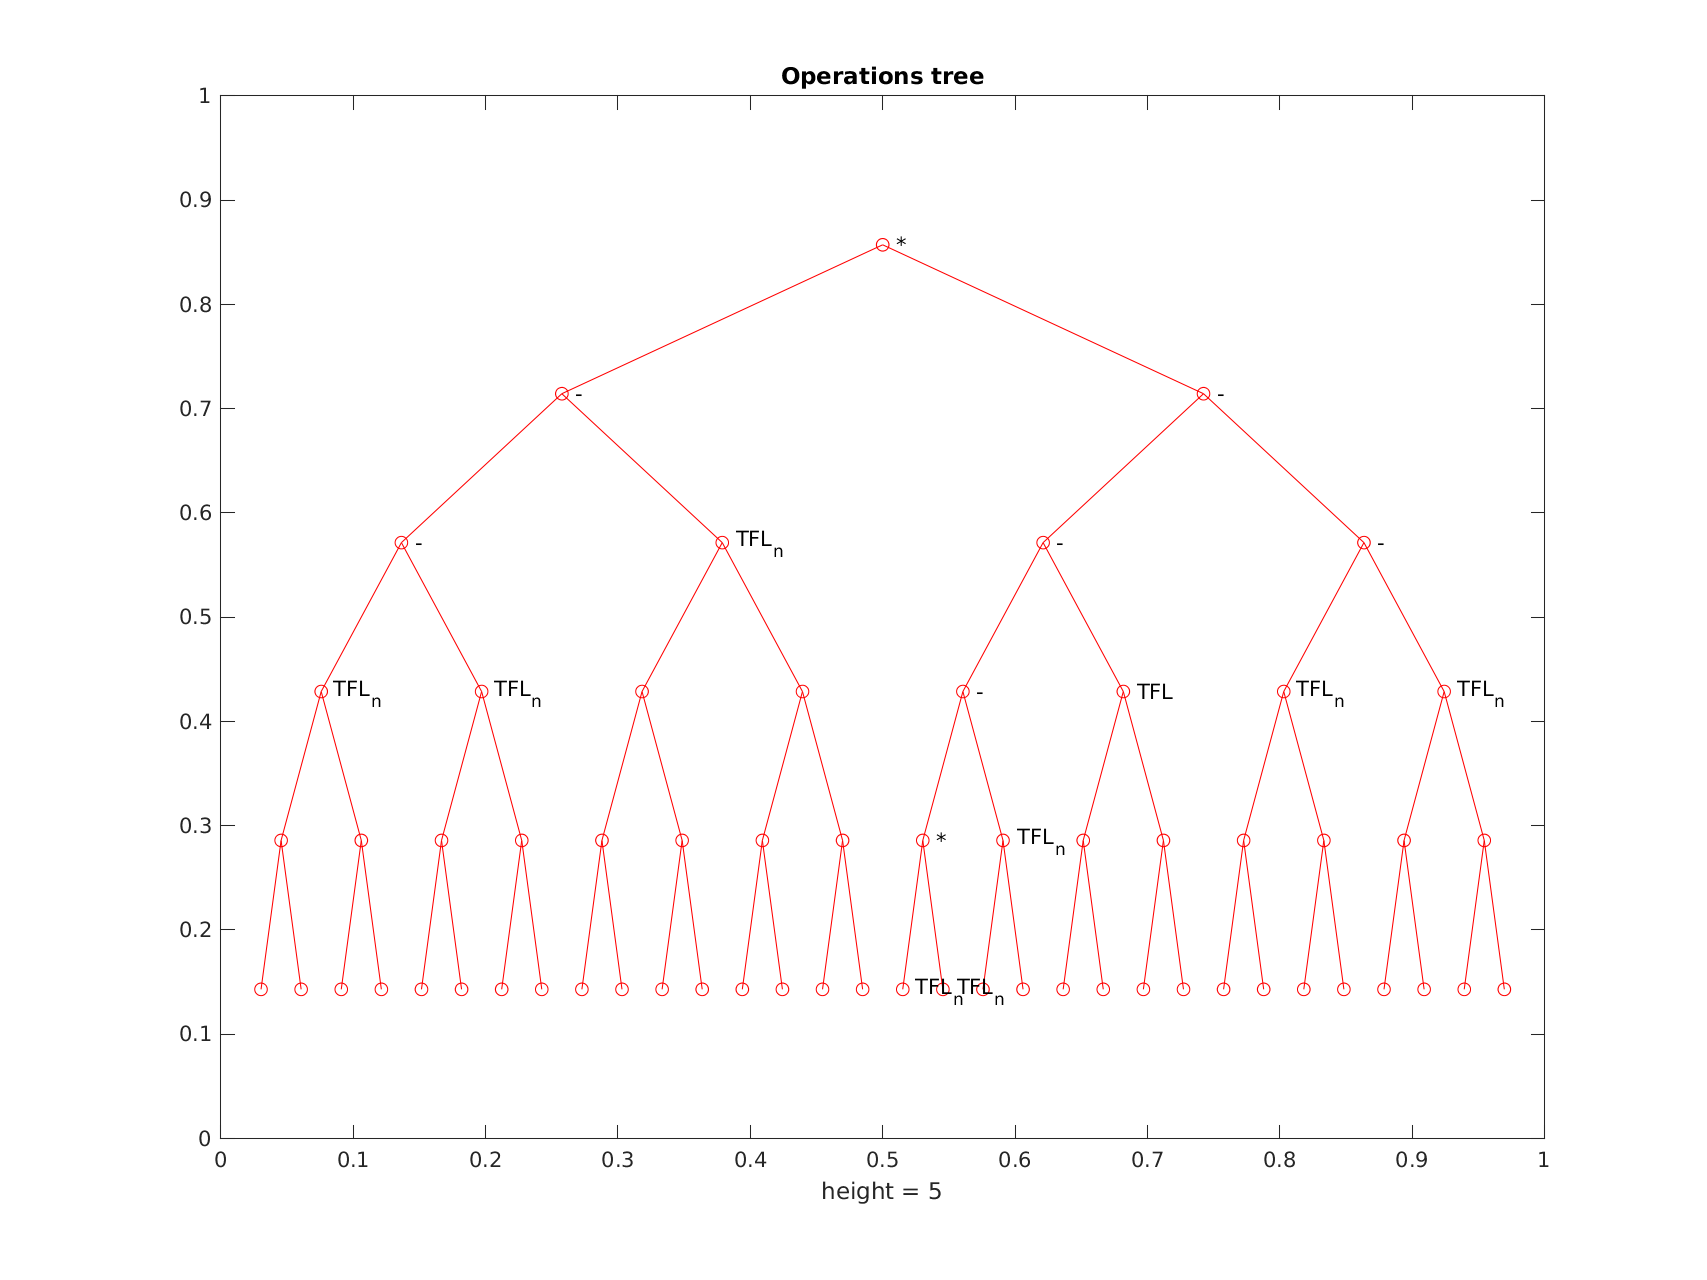 Operations tree
1
0.9
*
0.8
- -
0.7
0.6
- TFLn - -
0.5
TFLn TFLn - TFL TFLn TFLn
0.4
0.3
* TFLn
0.2
TFLn TFLn
0.1
0
0 0.1 0.2 0.3 0.4 0.5 0.6 0.7 0.8 0.9 1
height = 5